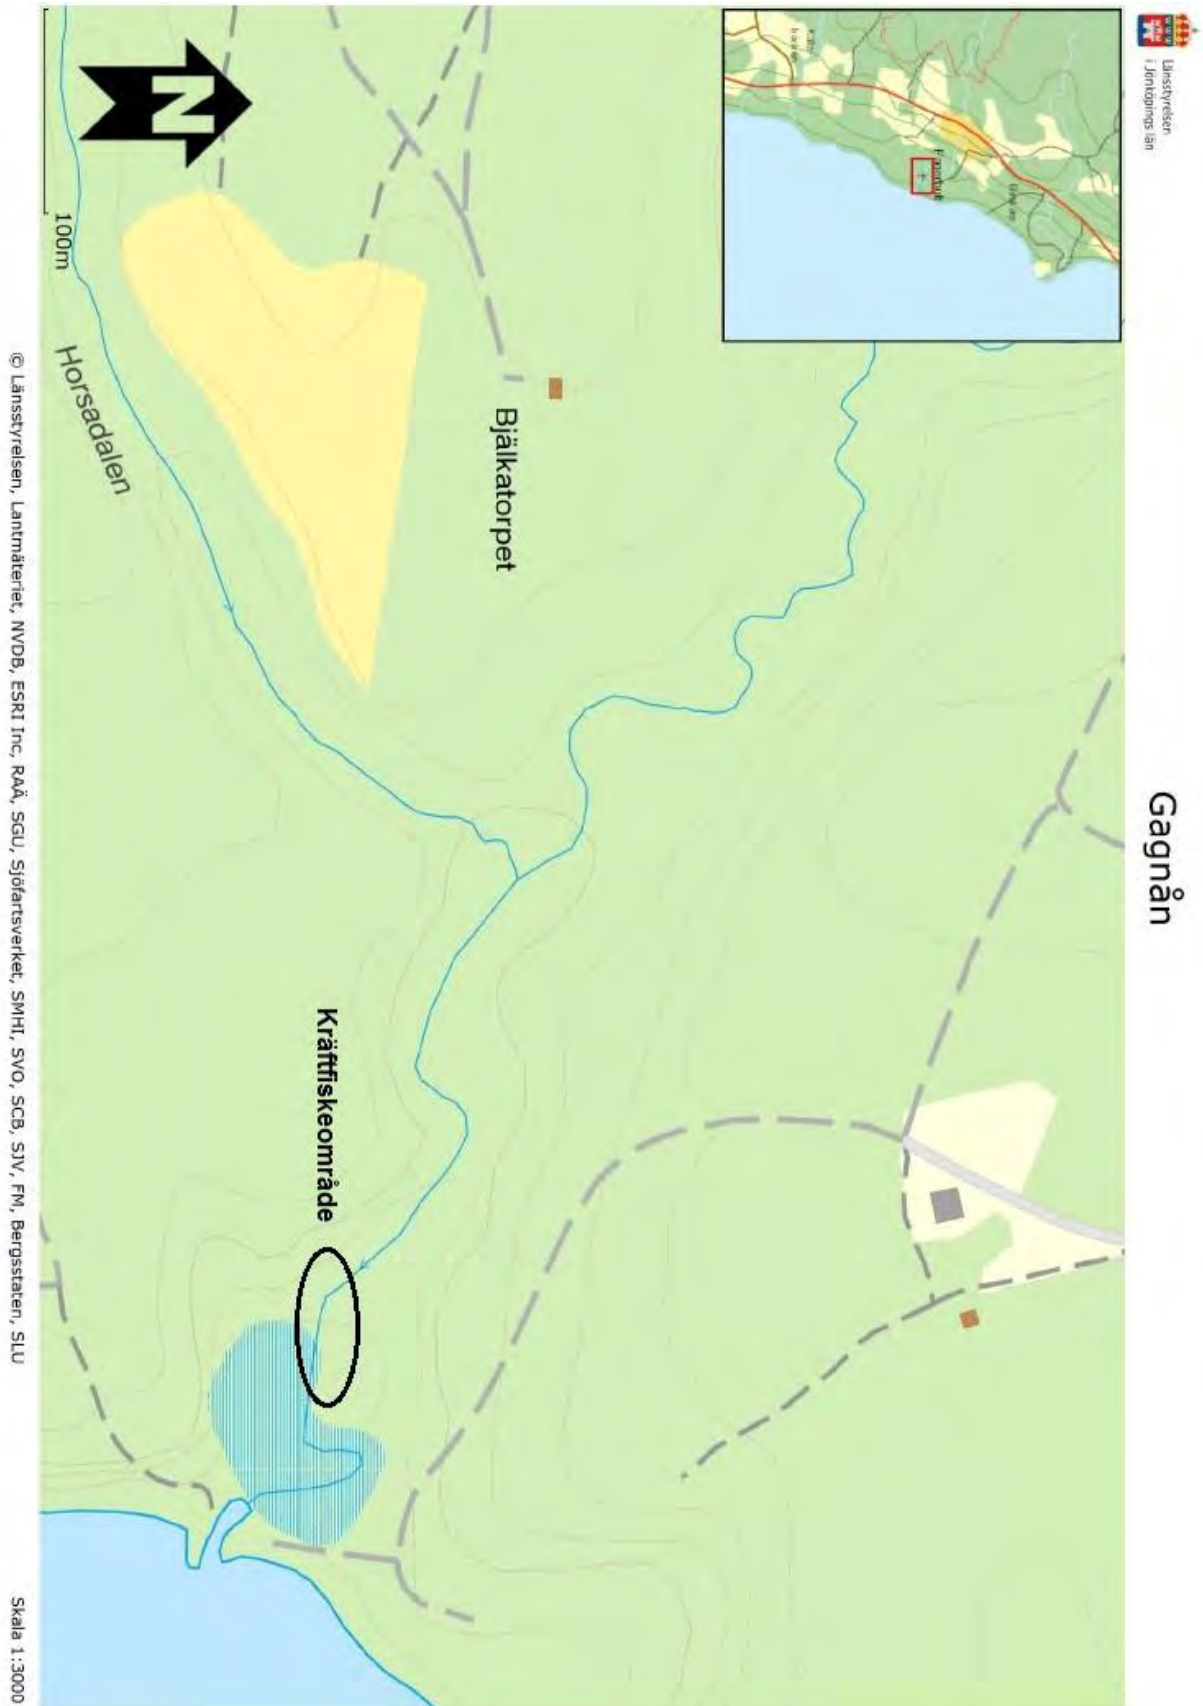 Länsstyrelsen
i Jönköpings län
Gagnån
N
Bjälkatorpet
Kräftfiskeområde
Horsadalen
100m
© Länsstyrelsen, Lantmäteriet, NVDB, ESRI Inc, RAÄ, SGU, Sjöfartsverket, SMHI, SVO, SCB, SJV, FM, Bergsstaten, SLU
Skala 1:3000